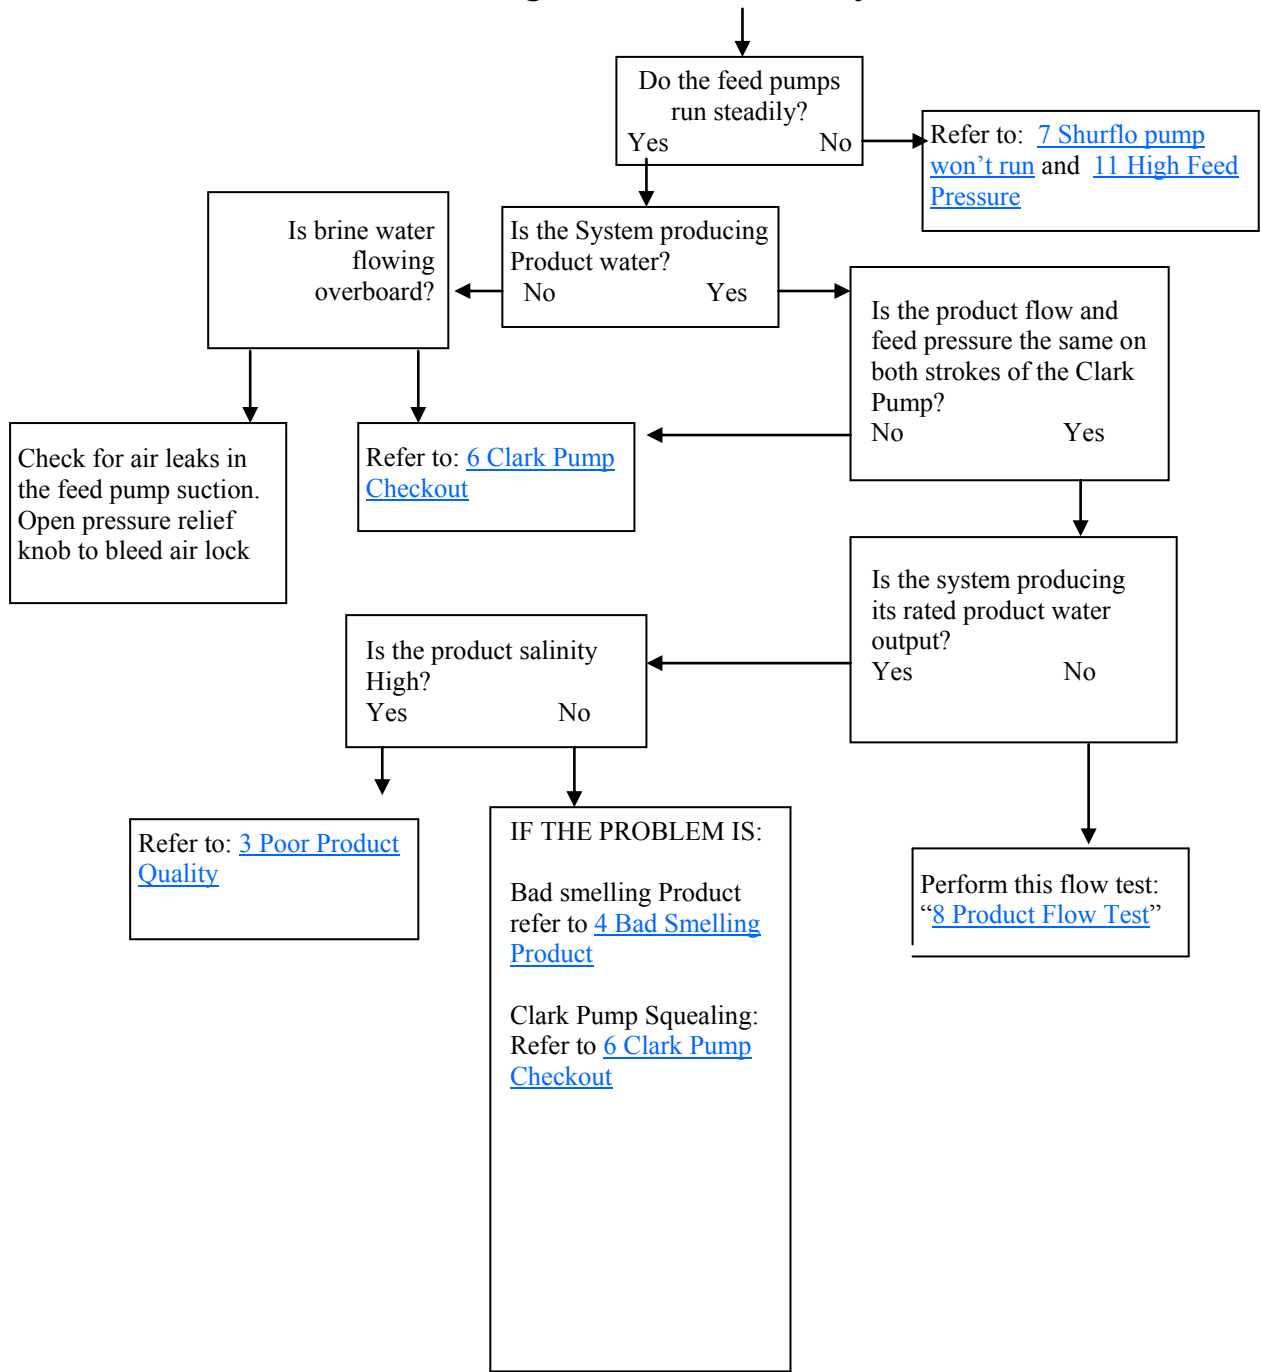 Do the feed pumps
run steadily?
Yes No
Refer to: 7 Shurflo pump
won’t run and 11 High Feed
Pressure
Is brine water
flowing
overboard?
Is the System producing
Product water?
No Yes
Is the product flow and
feed pressure the same on
both strokes of the Clark
Pump?
No Yes
Check for air leaks in
the feed pump suction.
Open pressure relief
knob to bleed air lock
Refer to: 6 Clark Pump
Checkout
Is the system producing
its rated product water
output?
Yes No
Is the product salinity
High?
Yes No
Refer to: 3 Poor Product
Quality
IF THE PROBLEM IS:
Bad smelling Product
refer to 4 Bad Smelling
Product
Clark Pump Squealing:
Refer to 6 Clark Pump
Checkout
Perform this flow test:
“8 Product Flow Test”